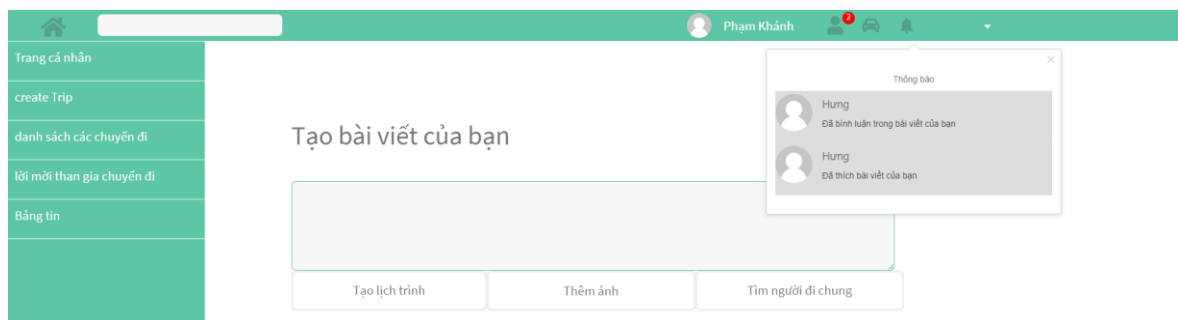 Phạm Khánh
2
Trang cá nhân
create Trip
danh sách các chuyến đi
lời mời than gia chuyến đi
Bảng tin
Tạo bài viết của bạn
Tạo lịch trình
Thêm ảnh
Tìm người đi chung
×
Thông báo
Hưng
Đã bình luận trong bài viết của bạn
Hưng
Đã thích bài viết của bạn